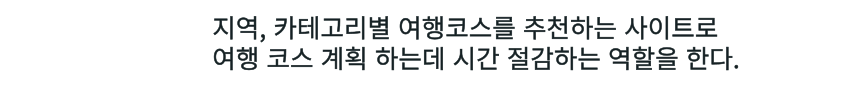 지역, 카테고리별 여행코스를 추천하는 사이트로
여행 코스 계획 하는데 시간 절감하는 역할을 한다.